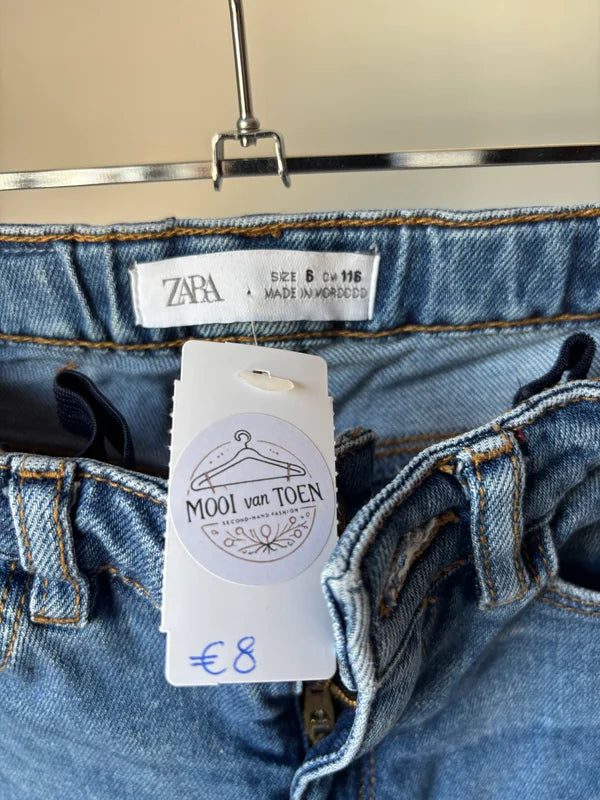 ZARA
SIZE 6 CM 116
MADE IN MOROCCO
MOOI van TOEN
SECOND-HAND FASHION
€8